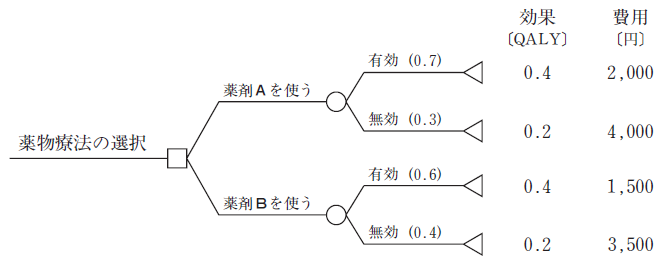 効果 費用
〔QALY〕 〔円〕
有効 (0.7) 0.4 2,000
薬剤Aを使う
無効 (0.3) 0.2 4,000
薬物療法の選択
有効 (0.6) 0.4 1,500
薬剤Bを使う
無効 (0.4) 0.2 3,500